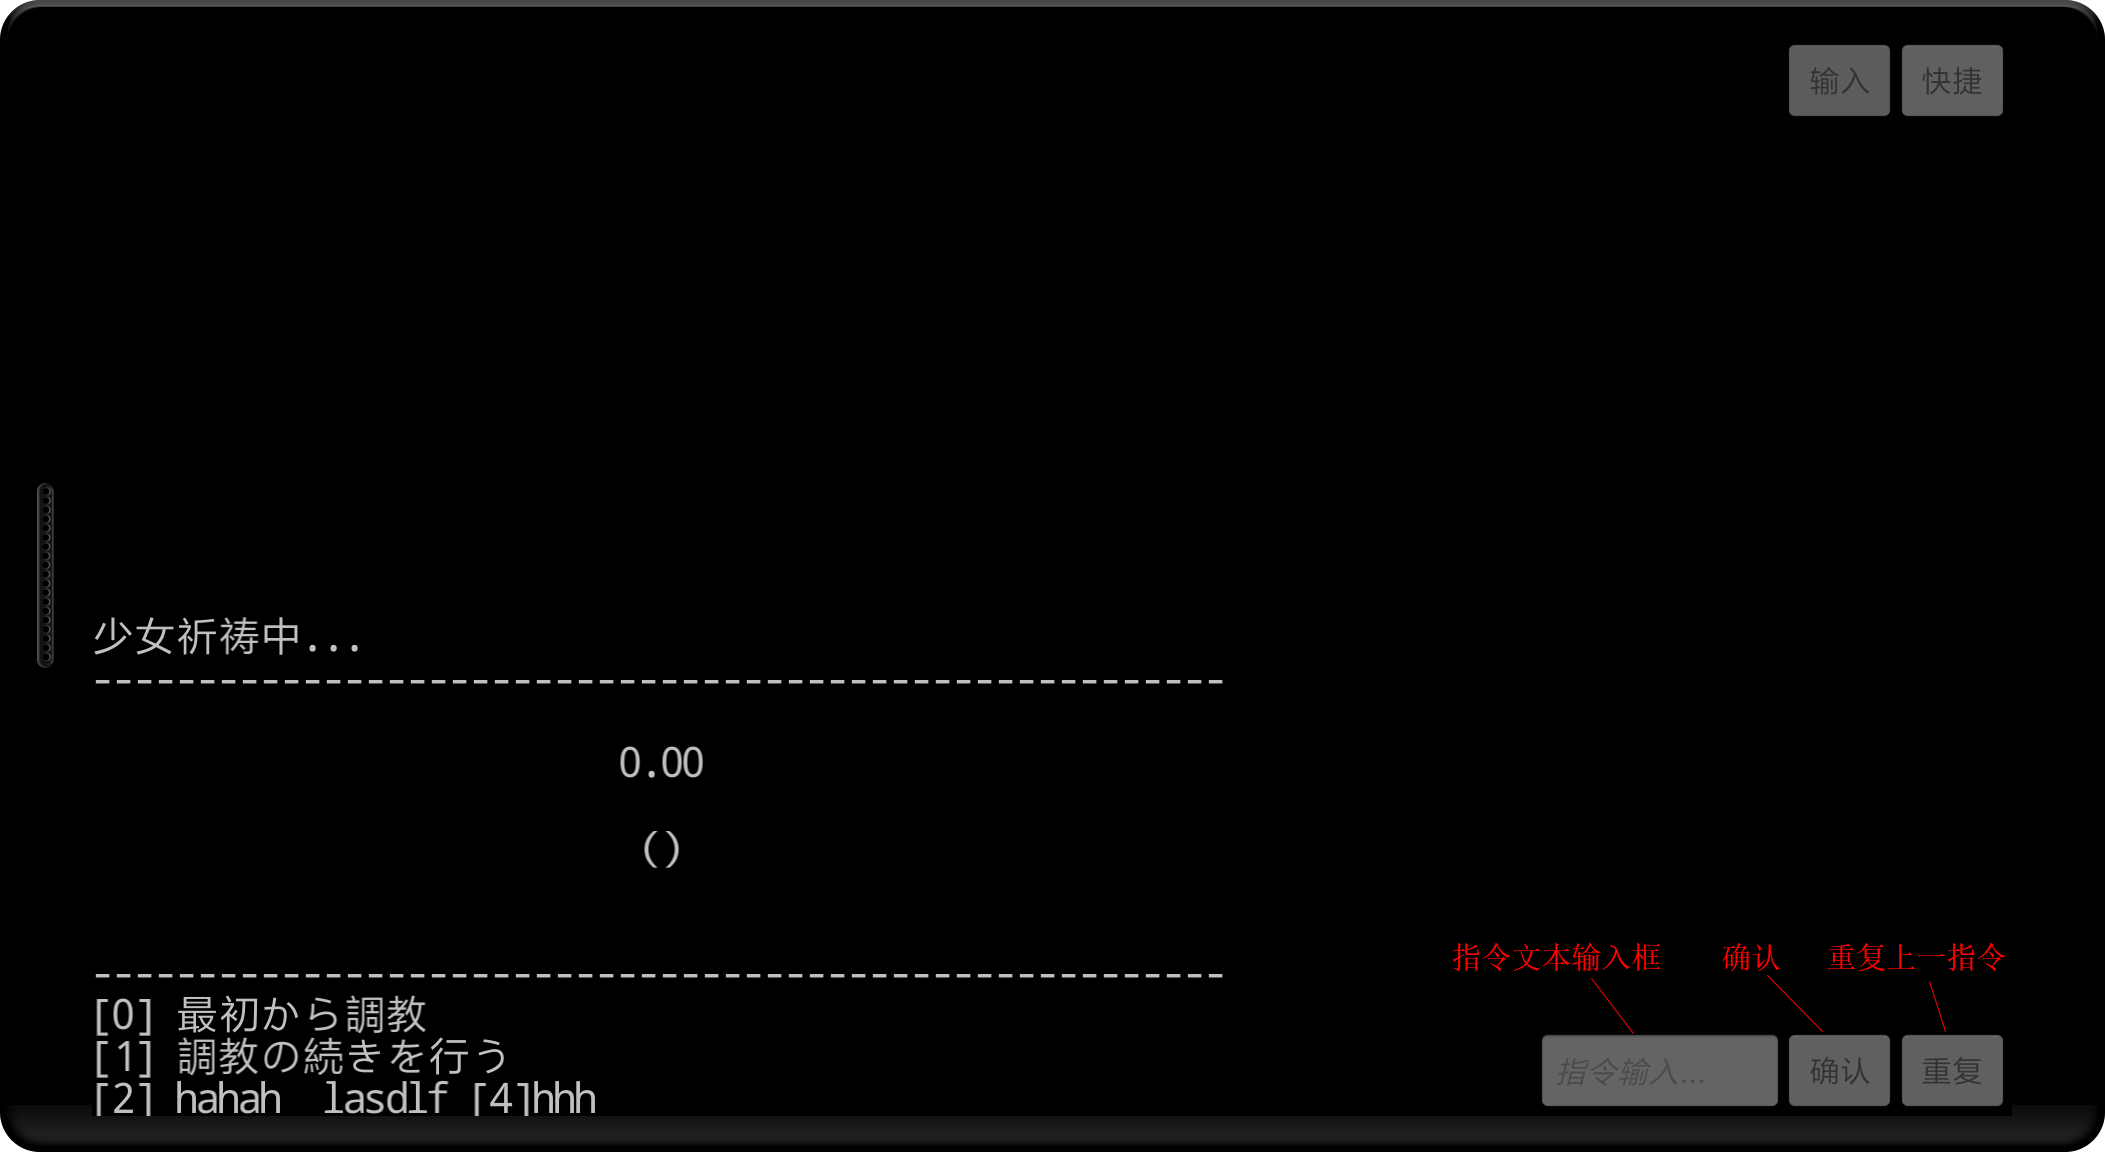 输入 快捷
少女祈祷中...
------------------------------------------------------
0.00
()
------------------------------------------------------
指令文本输入框 确认 重复上一指令
[0] 最初から調教
[1] 調教の続きを行う
[2] hahah  lasdlf [4]hhh
指令输入... 确认 重复